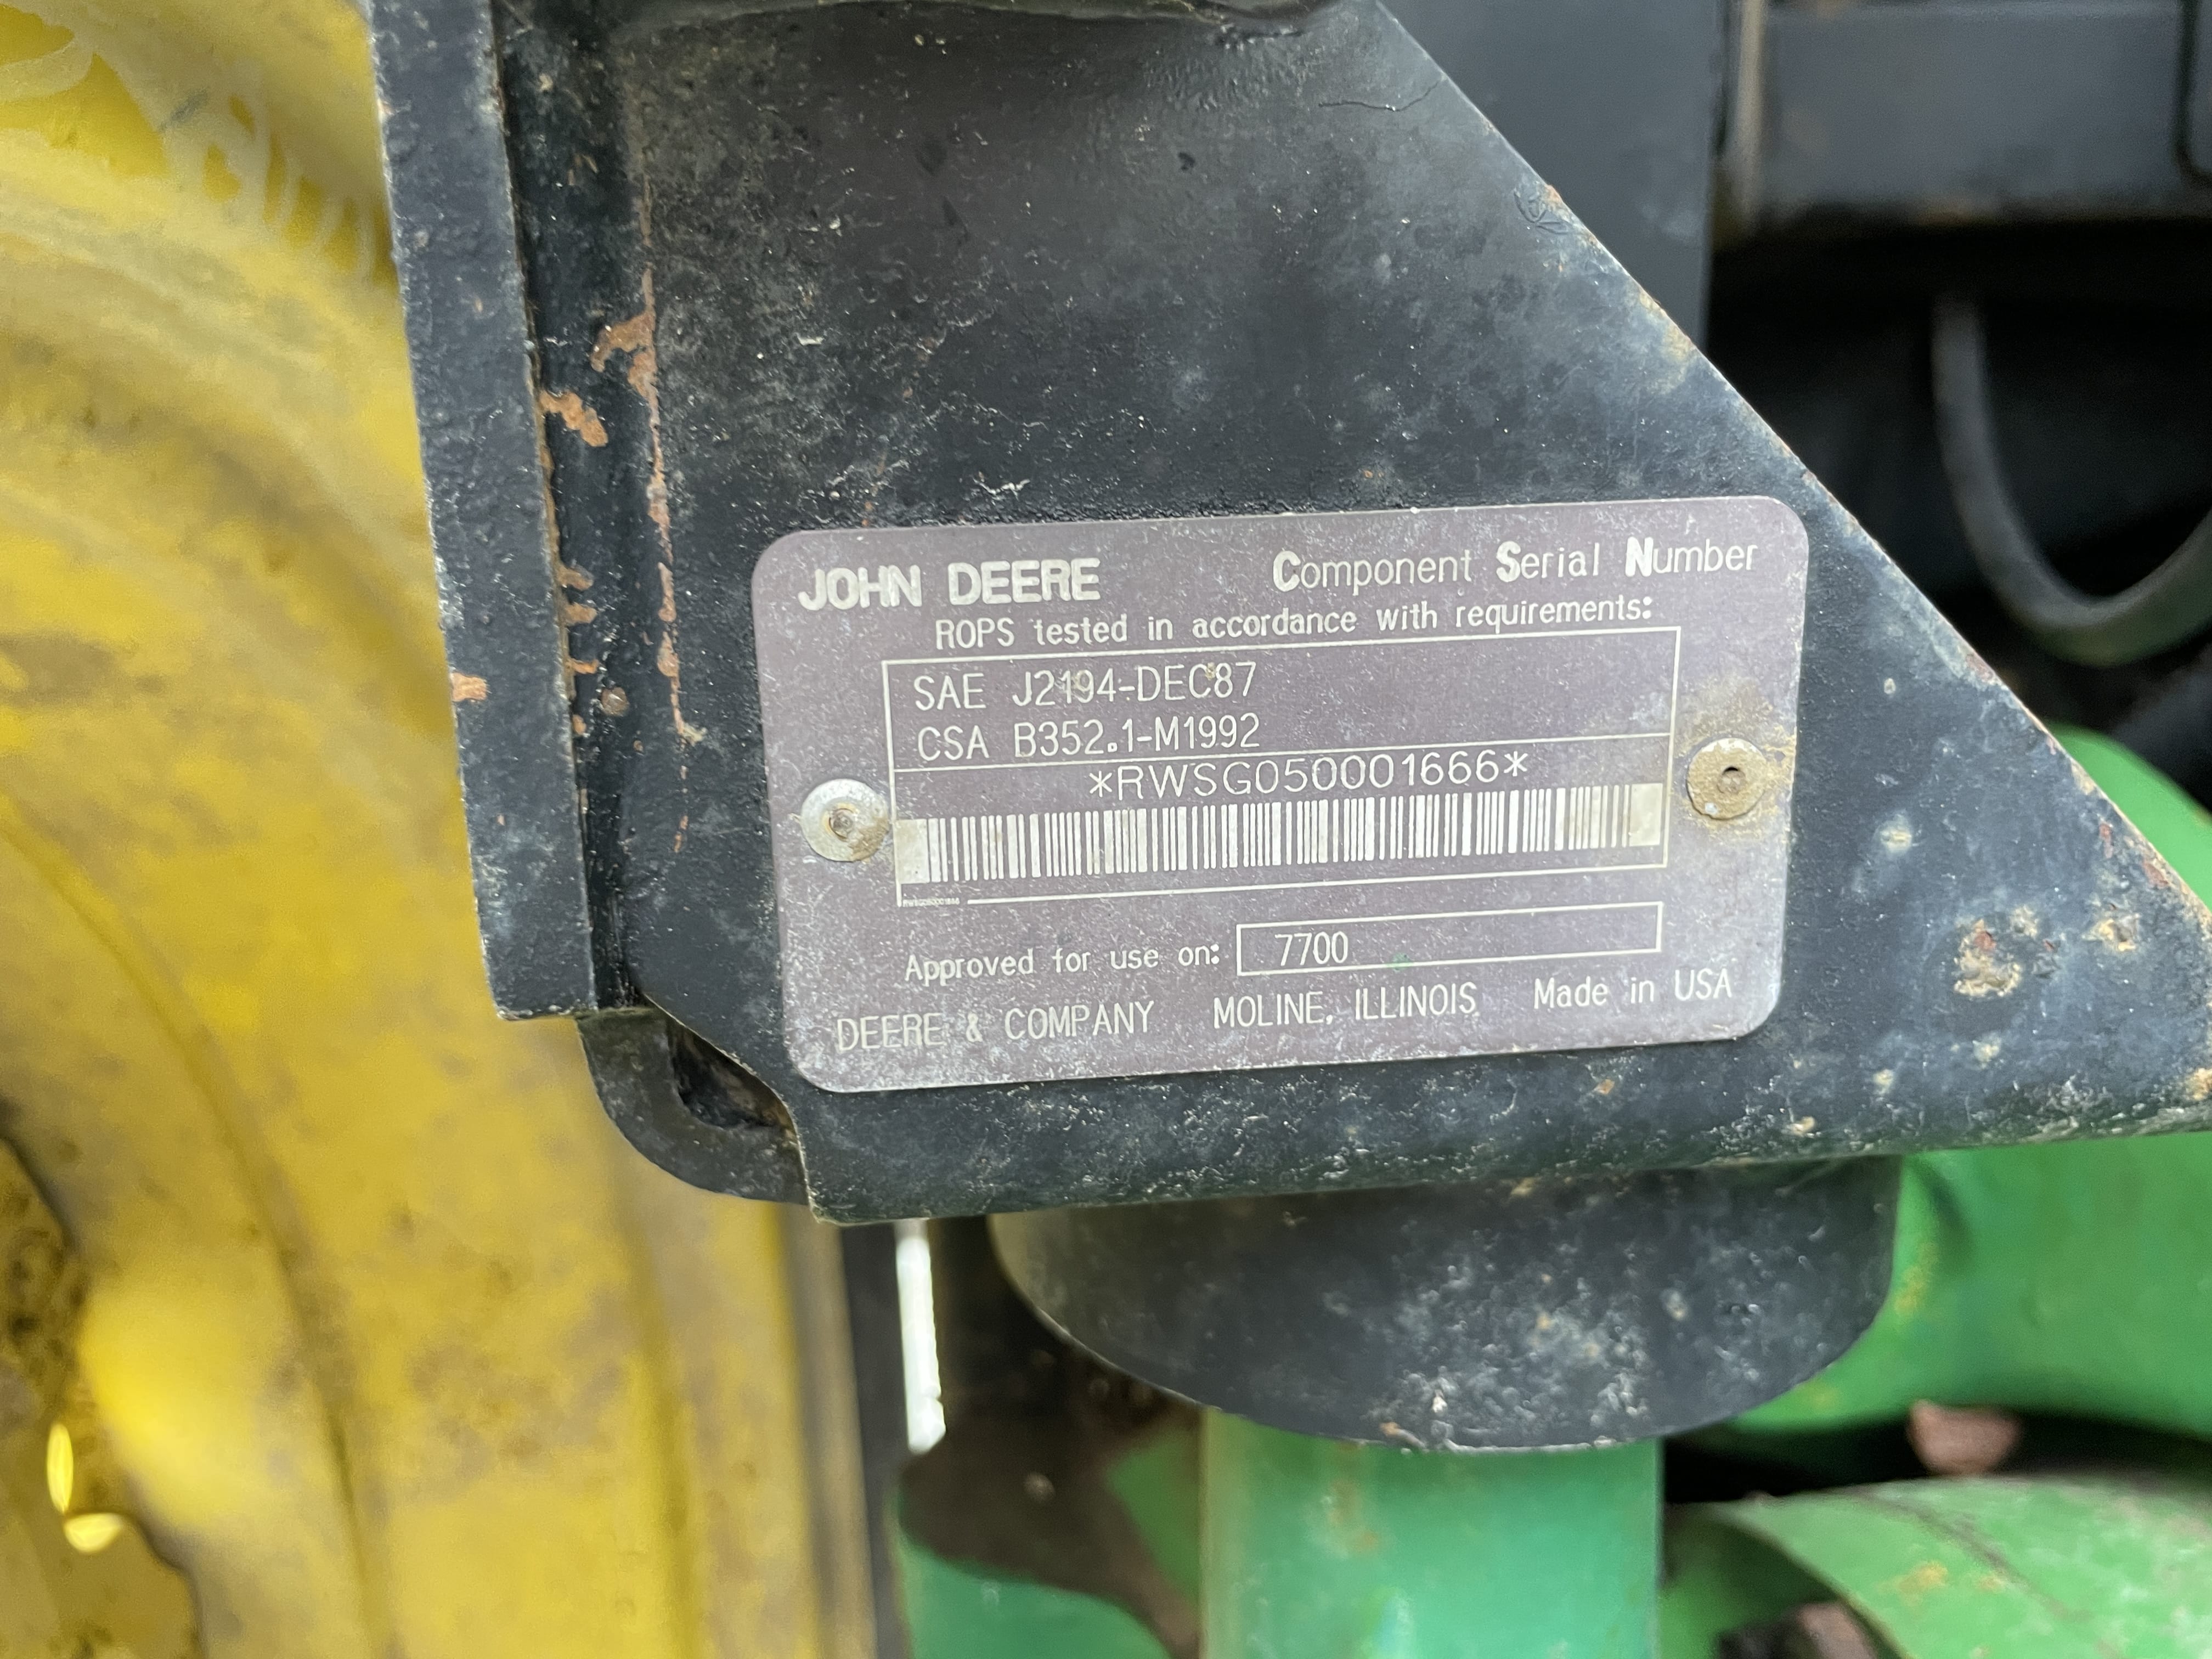 JOHN DEERE Component Serial Number
ROPS tested in accordance with requirements:
SAE J2194-DEC87
CSA B352.1-M1992
*RWSG050001666*
RWSG050001666
Approved for use on: 7700
DEERE & COMPANY MOLINE, ILLINOIS Made in USA